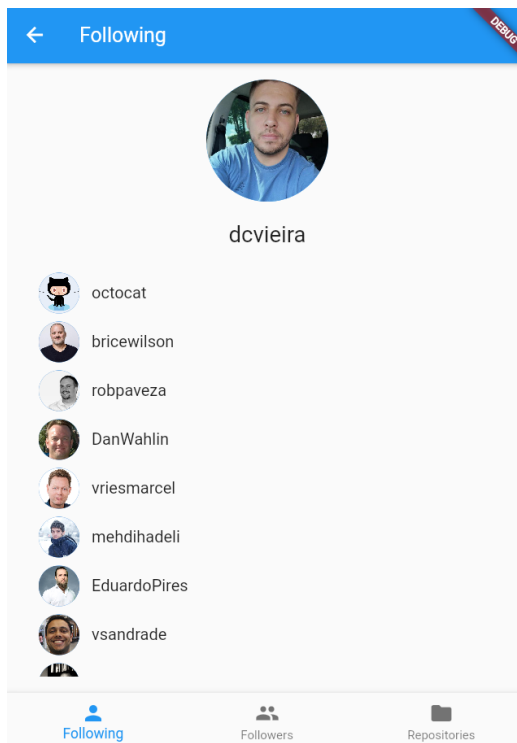 Following
DEBUG
dcvieira
octocat
bricewilson
robpaveza
DanWahlin
vriesmarcel
mehdihadeli
EduardoPires
vsandrade
Following
Followers
Repositories